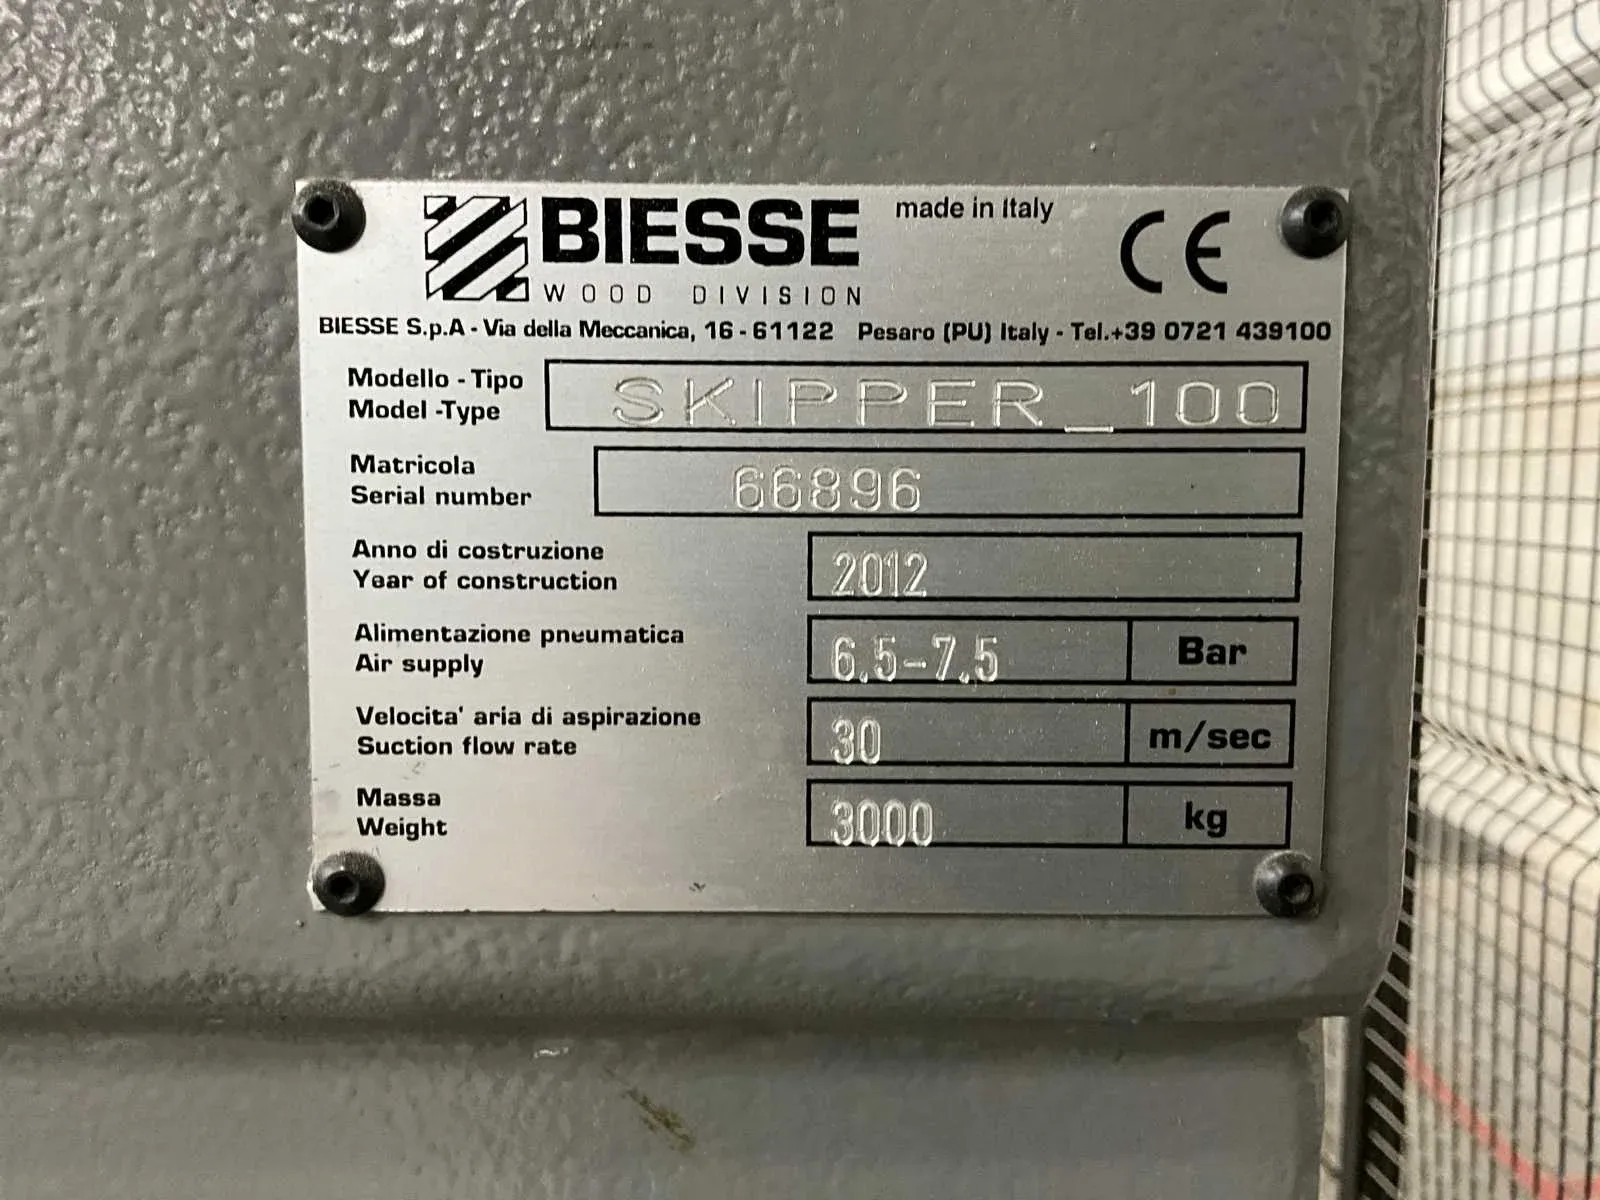 BIESSE made in Italy CE
WOOD DIVISION
BIESSE S.p.A - Via della Meccanica, 16 - 61122 Pesaro (PU) Italy - Tel.+39 0721 439100
Modello - Tipo
Model -Type
SKIPPER_100
Matricola
Serial number
66896
Anno di costruzione
Year of construction
2012
Alimentazione pneumatica
Air supply
6.5-7.5 Bar
Velocita' aria di aspirazione
Suction flow rate
30 m/sec
Massa
Weight
3000 kg